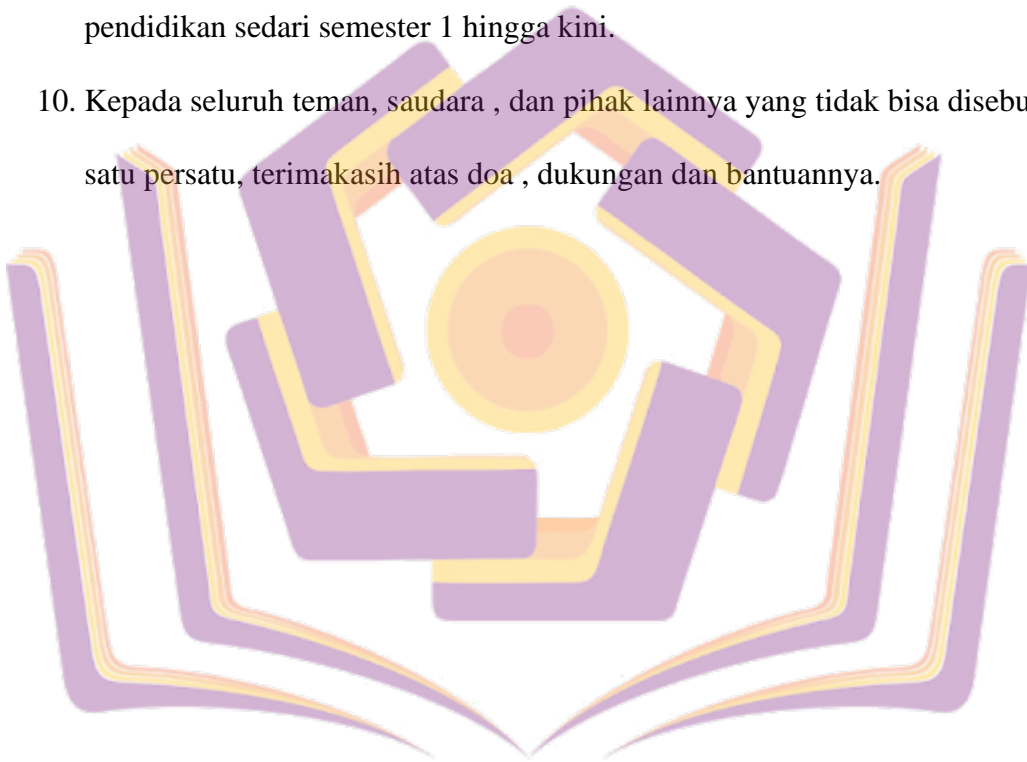 pendidikan sedari semester 1 hingga kini.
10. Kepada seluruh teman, saudara , dan pihak lainnya yang tidak bisa
satu persatu, terimakasih atas doa , dukungan dan bantuannya.